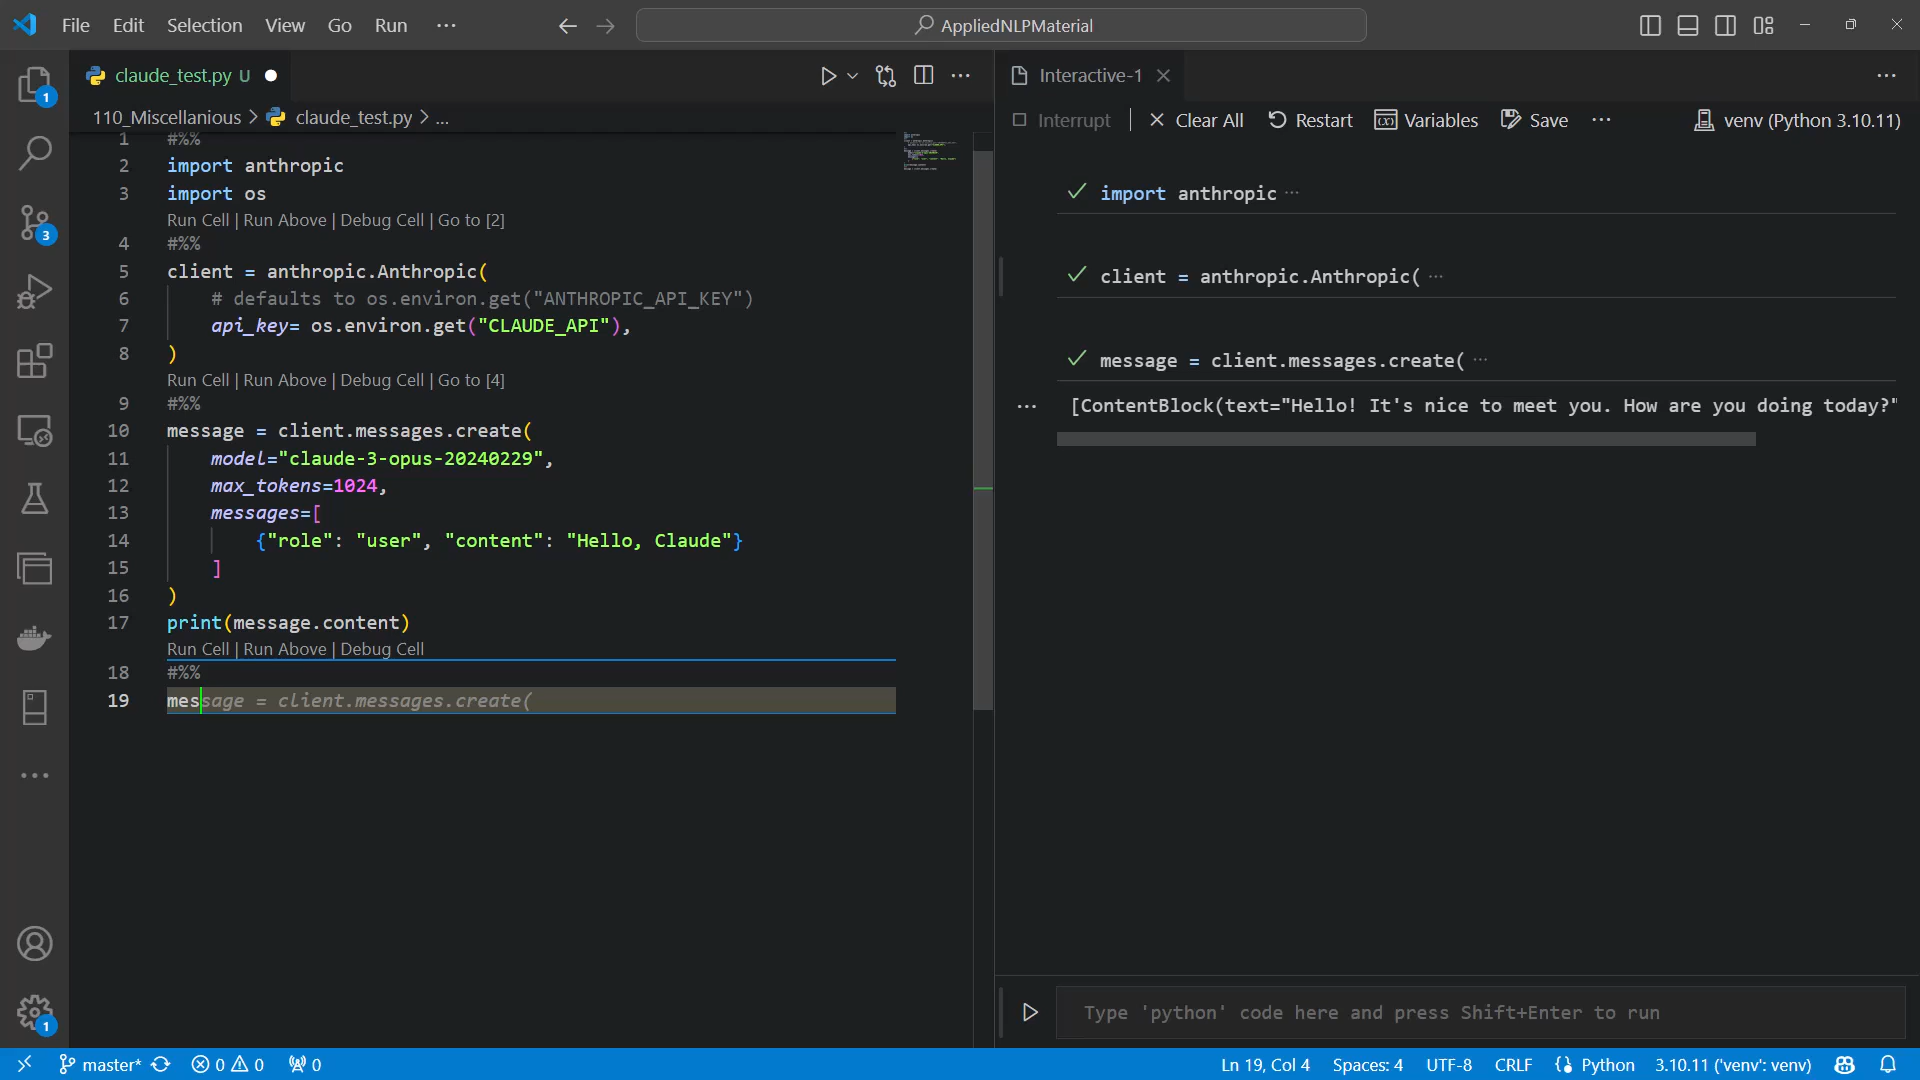 File Edit Selection View Go Run ···
AppliedNLPMaterial
claude_test.py U
110_Miscellanious > claude_test.py > ...
1 #%%
2 import anthropic
3 import os
Run Cell | Run Above | Debug Cell | Go to [2]
4 #%%
5 client = anthropic.Anthropic(
6 # defaults to os.environ.get("ANTHROPIC_API_KEY")
7 api_key= os.environ.get("CLAUDE_API"),
8 )
Run Cell | Run Above | Debug Cell | Go to [4]
9 #%%
10 message = client.messages.create(
11 model="claude-3-opus-20240229",
12 max_tokens=1024,
13 messages=[
14 {"role": "user", "content": "Hello, Claude"}
15 ]
16 )
17 print(message.content)
Run Cell | Run Above | Debug Cell
18 #%%
19 message = client.messages.create(
1
3
1
Interactive-1
Interrupt | Clear All Restart Variables Save ··· venv (Python 3.10.11)
import anthropic ···
client = anthropic.Anthropic( ···
message = client.messages.create( ···
[ContentBlock(text="Hello! It's nice to meet you. How are you doing today?"
Type 'python' code here and press Shift+Enter to run
master* 0 0 0 Ln 19, Col 4 Spaces: 4 UTF-8 CRLF Python 3.10.11 ('venv': venv)